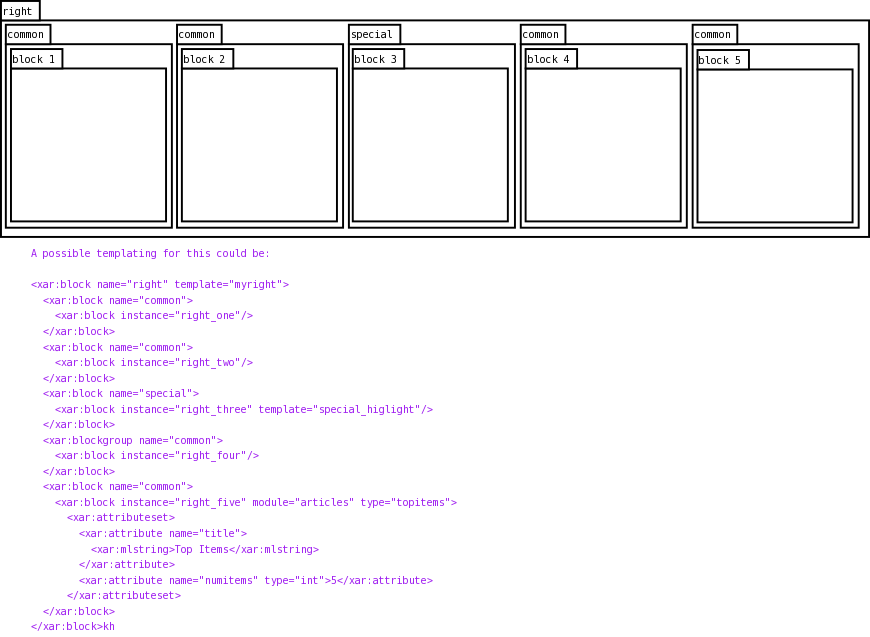 right
common common special common common
block 1 block 2 block 3 block 4 block 5
A possible templating for this could be:
<xar:block name="right" template="myright">
  <xar:block name="common">
    <xar:block instance="right_one"/>
  </xar:block>
  <xar:block name="common">
    <xar:block instance="right_two"/>
  </xar:block>
  <xar:block name="special">
    <xar:block instance="right_three" template="special_higlight"/>
  </xar:block>
  <xar:blockgroup name="common">
    <xar:block instance="right_four"/>
  </xar:block>
  <xar:block name="common">
    <xar:block instance="right_five" module="articles" type="topitems">
      <xar:attributeset>
        <xar:attribute name="title">
          <xar:mlstring>Top Items</xar:mlstring>
        </xar:attribute>
        <xar:attribute name="numitems" type="int">5</xar:attribute>
      </xar:attributeset>
  </xar:block>
</xar:block>kh